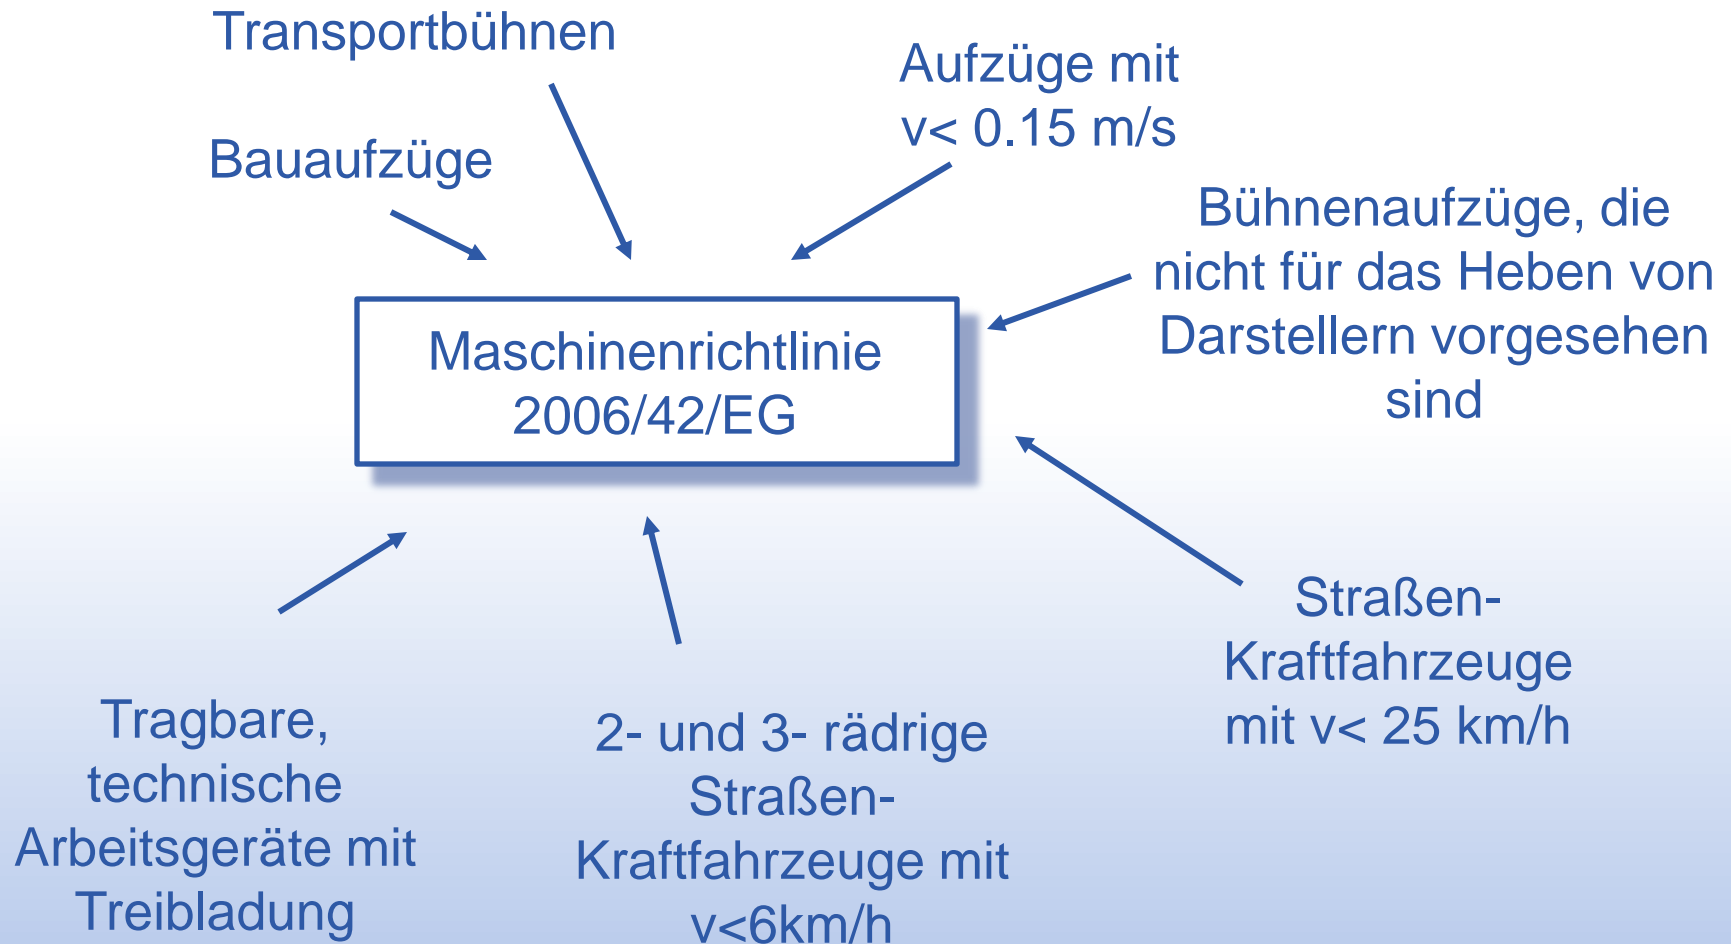 Transportbühnen
Aufzüge mit
v< 0.15 m/s
Bauaufzüge
Bühnenaufzüge, die
nicht für das Heben von
Darstellern vorgesehen
sind
Maschinenrichtlinie
2006/42/EG
Straßen-
Kraftfahrzeuge
mit v< 25 km/h
Tragbare,
technische
Arbeitsgeräte mit
Treibladung
2- und 3- rädrige
Straßen-
Kraftfahrzeuge mit
v<6km/h